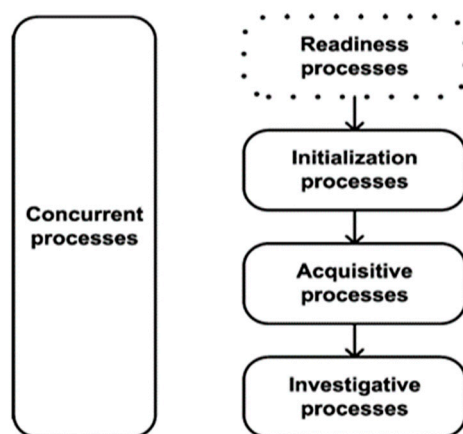 Concurrent
processes
Readiness
processes
Initialization
processes
Acquisitive
processes
Investigative
processes